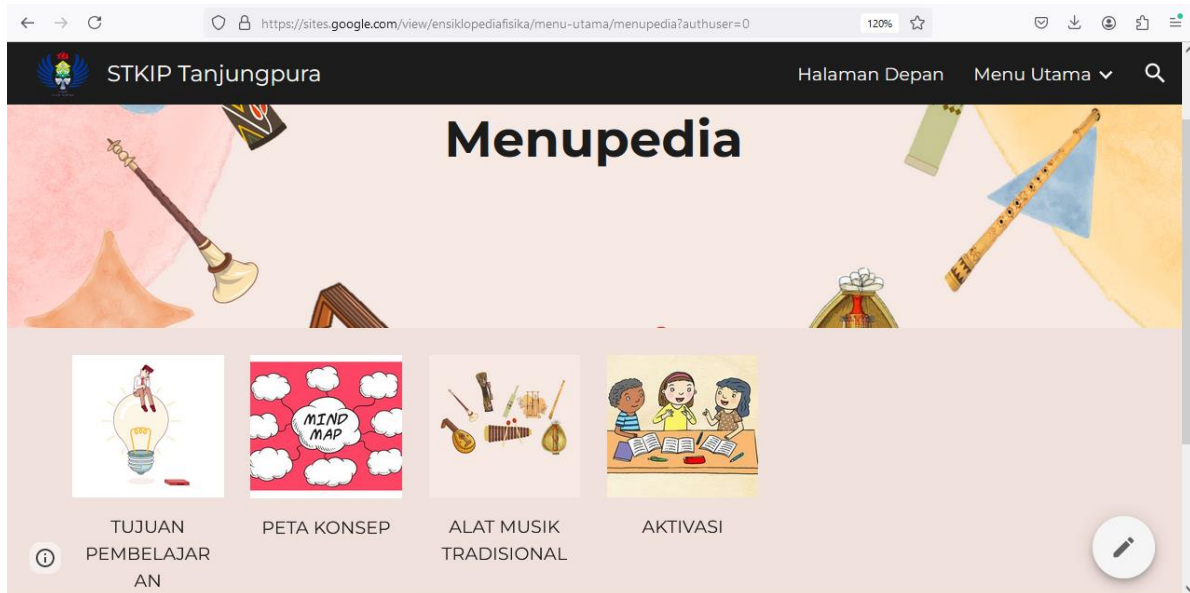 https://sites.google.com/view/ensiklopediafisika/menu-utama/menupedia?authuser=0
120%
STKIP Tanjungpura
Halaman Depan
Menu Utama
Menupedia
MIND
MAP
TUJUAN
PEMBELAJAR
AN
PETA KONSEP
ALAT MUSIK
TRADISIONAL
AKTIVASI